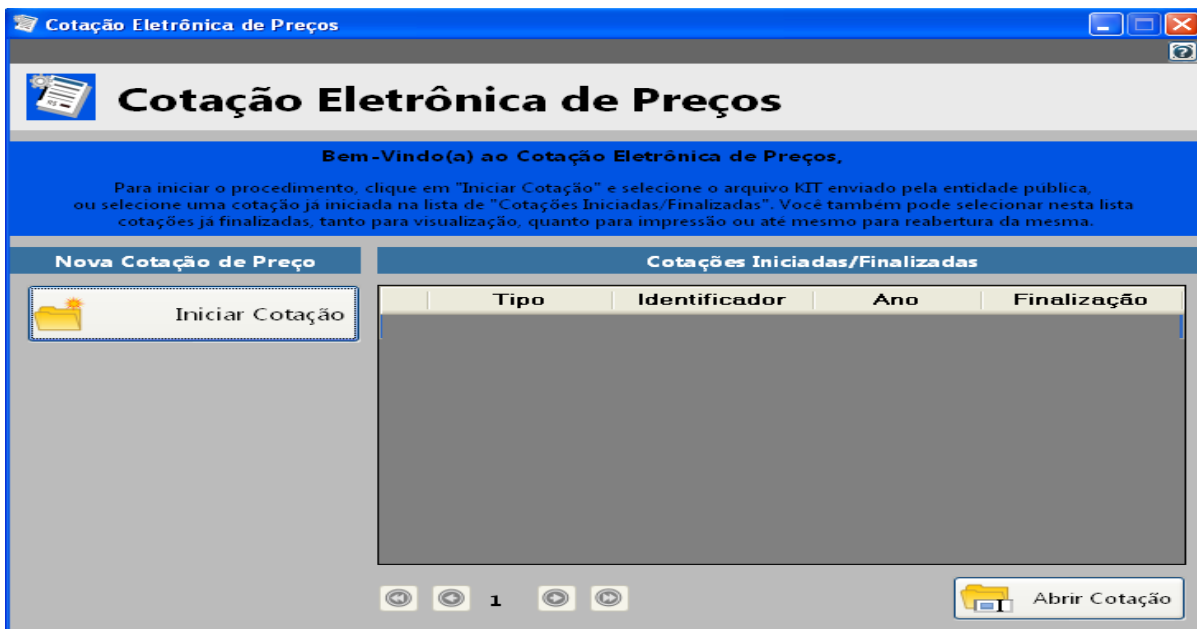 Cotação Eletrônica de Preços
Cotação Eletrônica de Preços
Bem-Vindo(a) ao Cotação Eletrônica de Preços,
Para iniciar o procedimento, clique em "Iniciar Cotação" e selecione o arquivo KIT enviado pela entidade publica,
ou selecione uma cotação já iniciada na lista de "Cotações Iniciadas/Finalizadas". Você também pode selecionar nesta lista
cotações já finalizadas, tanto para visualização, quanto para impressão ou até mesmo para reabertura da mesma.
Nova Cotação de Preço
Cotações Iniciadas/Finalizadas
Iniciar Cotação
Tipo Identificador Ano Finalização
1
Abrir Cotação